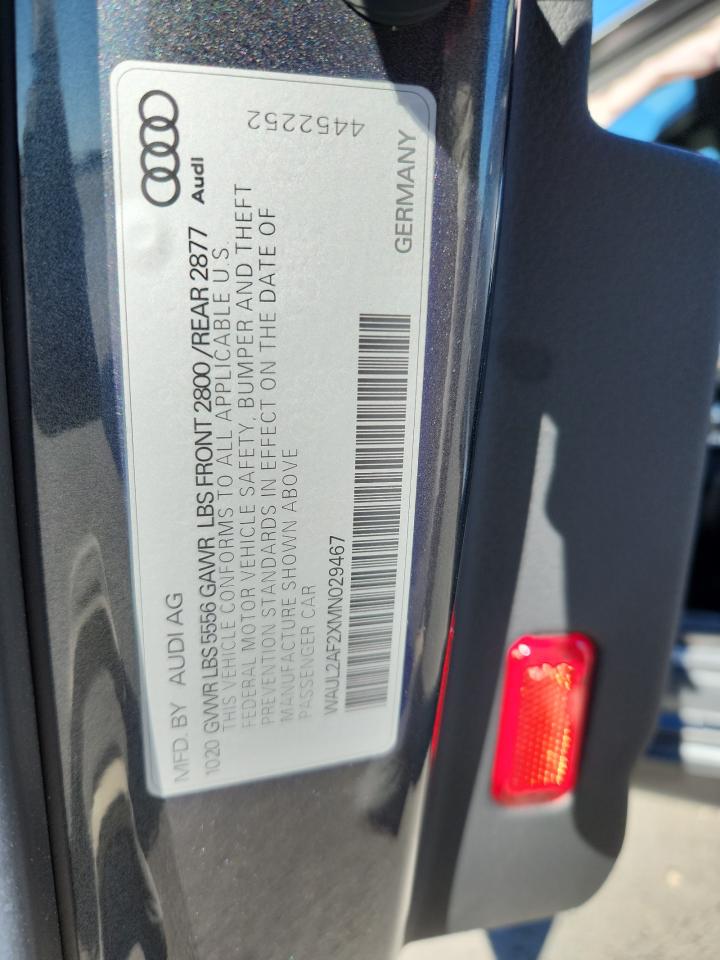 MFD. BY AUDI AG
1020 GVWR LBS 5556 GAWR LBS FRONT 2800 /REAR 2877
THIS VEHICLE CONFORMS TO ALL APPLICABLE U.S.
FEDERAL MOTOR VEHICLE SAFETY, BUMPER AND THEFT
PREVENTION STANDARDS IN EFFECT ON THE DATE OF
MANUFACTURE SHOWN ABOVE
PASSENGER CAR
WAUL2AF2XMN029467
Audi
4452252
GERMANY